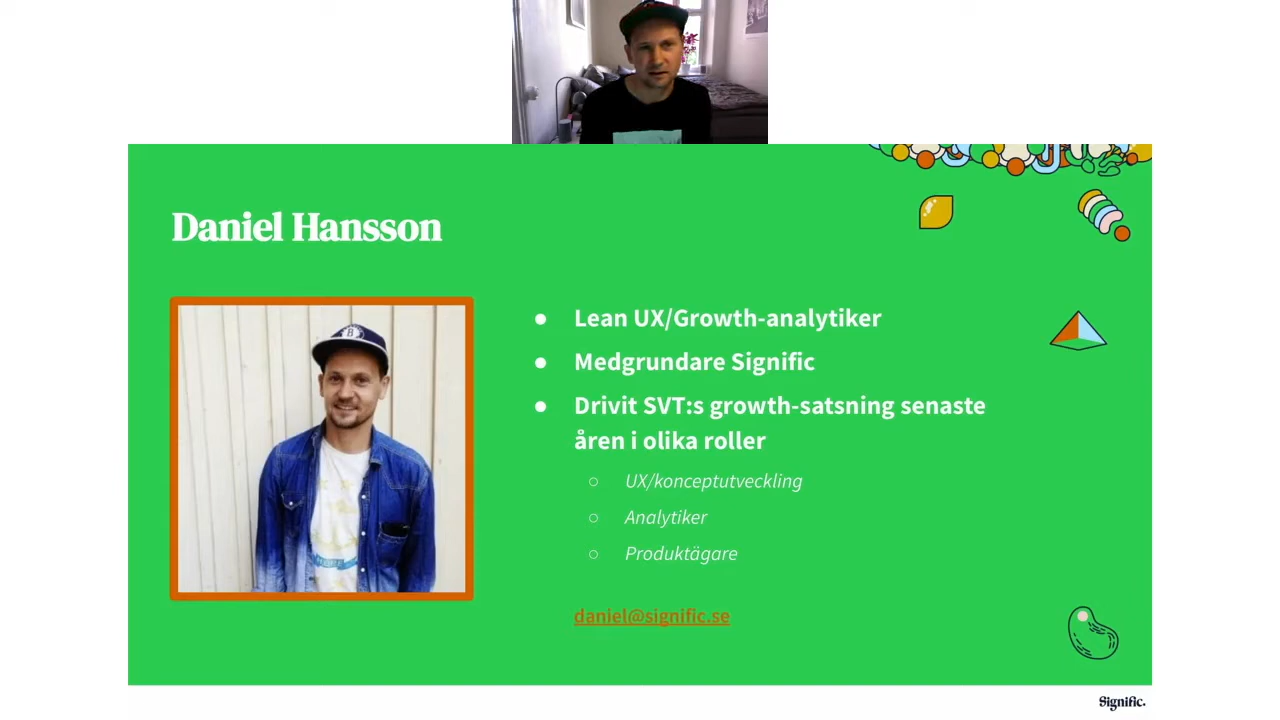 Daniel Hansson
B
● Lean UX/Growth-analytiker
● Medgrundare Signific
● Drivit SVT:s growth-satsning senaste
åren i olika roller
○ UX/konceptutveckling
○ Analytiker
○ Produktägare
daniel@signific.se
Signific.